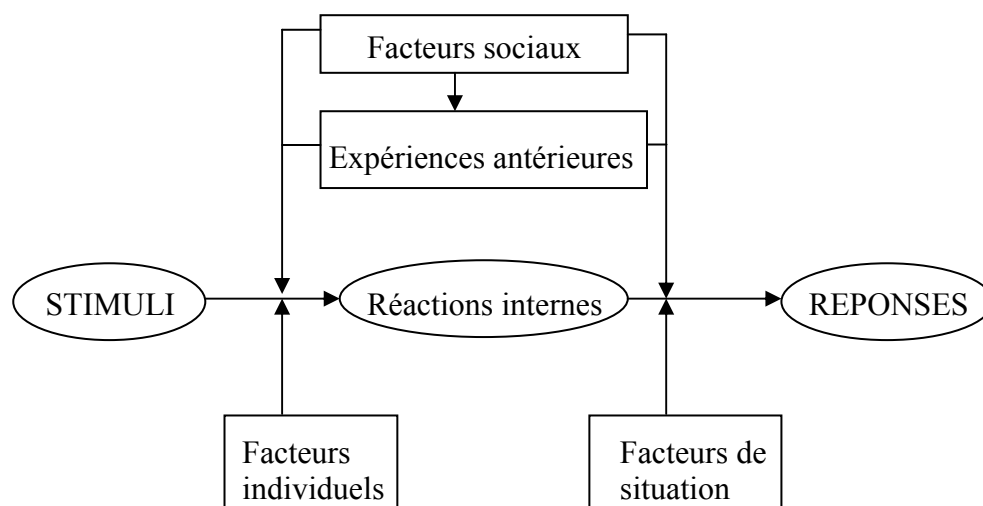 Facteurs sociaux
Expériences antérieures
STIMULI
Réactions internes
REPONSES
Facteurs
individuels
Facteurs de
situation